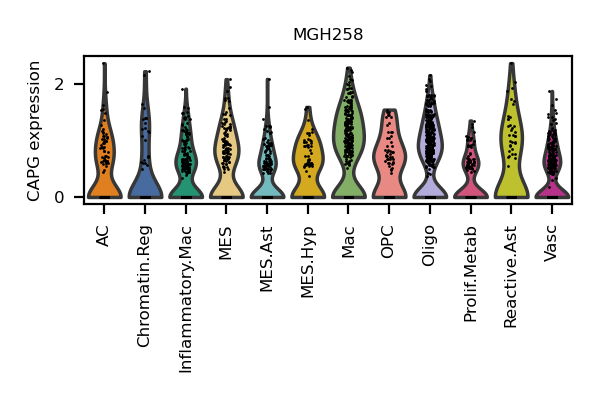 MGH258
CAPG expression
2
0
AC
Chromatin.Reg
Inflammatory.Mac
MES
MES.Ast
MES.Hyp
Mac
OPC
Oligo
Prolif.Metab
Reactive.Ast
Vasc